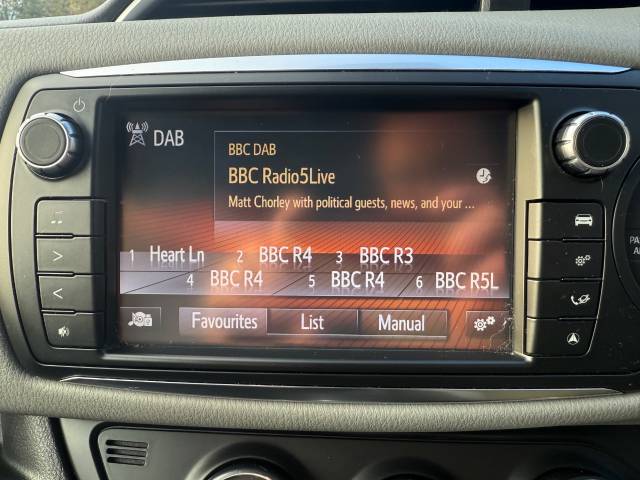 DAB
BBC DAB
BBC Radio5Live
Matt Chorley with political guests, news, and your ...
1 Heart Ln 2 BBC R4 3 BBC R3
4 BBC R4 5 BBC R4 6 BBC R5L
Favourites List Manual
PA